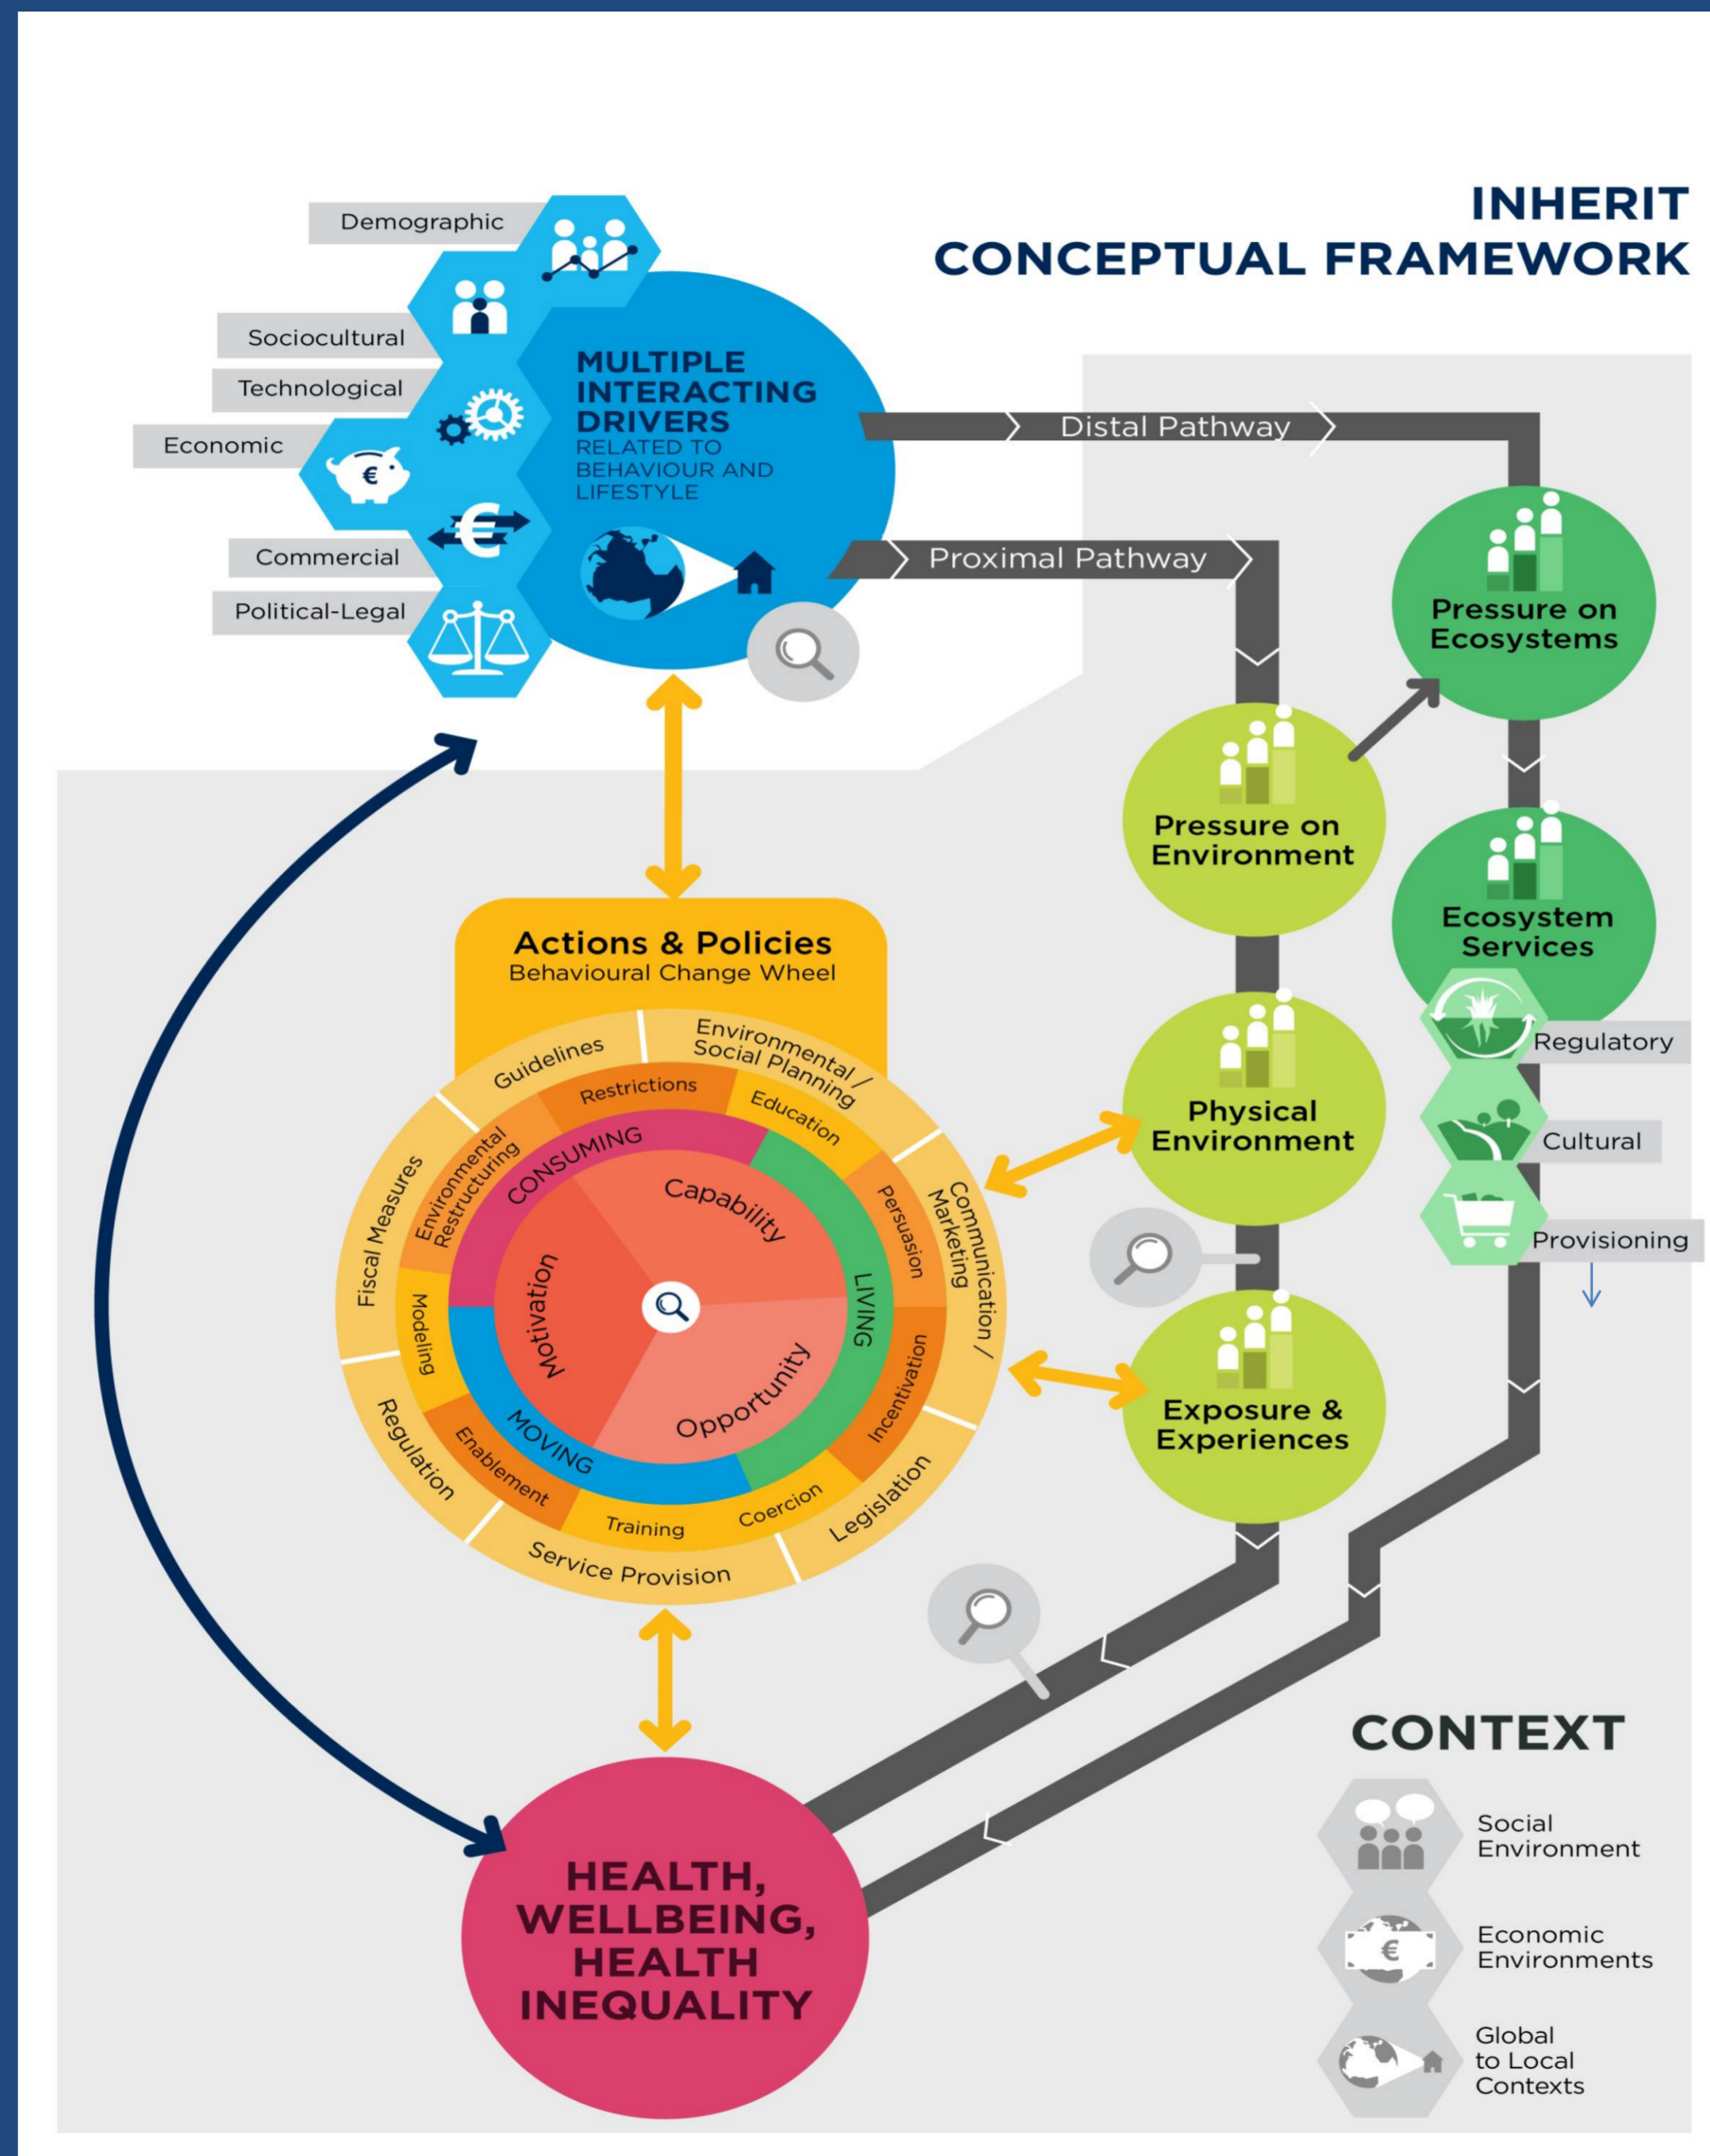 INHERIT
CONCEPTUAL FRAMEWORK
Demographic
Sociocultural
Technological
Economic
Commercial
Political-Legal
MULTIPLE
INTERACTING
DRIVERS
RELATED TO
BEHAVIOUR AND
LIFESTYLE
€
€
Distal Pathway
Proximal Pathway
Pressure on
Ecosystems
Pressure on
Environment
Ecosystem
Services
Regulatory
Cultural
Provisioning
Physical
Environment
Exposure &
Experiences
Actions & Policies
Behavioural Change Wheel
Guidelines
Environmental /
Social Planning
Communication /
Marketing
Legislation
Service Provision
Regulation
Fiscal Measures
Restrictions
Education
Persuasion
Incentivation
Coercion
Training
Enablement
Modeling
Environmental
Restructuring
CONSUMING
LIVING
MOVING
Capability
Opportunity
Motivation
HEALTH,
WELLBEING,
HEALTH
INEQUALITY
CONTEXT
Social
Environment
€
Economic
Environments
Global
to Local
Contexts